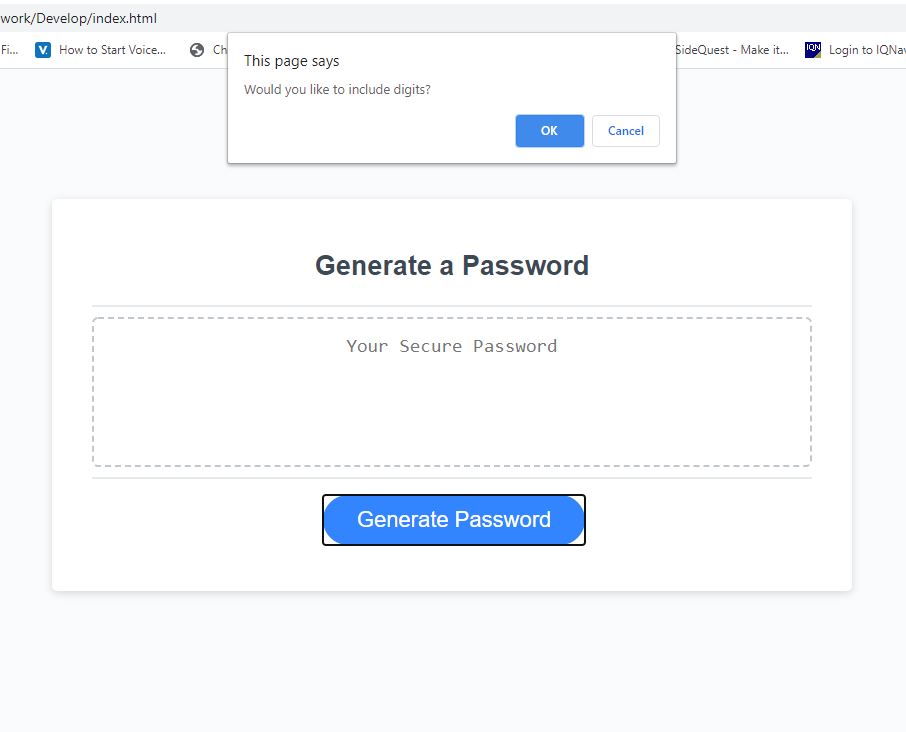 work/Develop/index.html
Fi... V. How to Start Voice... Ch SideQuest - Make it... IQN Login to IQNav
This page says
Would you like to include digits?
OK Cancel
Generate a Password
Your Secure Password
Generate Password